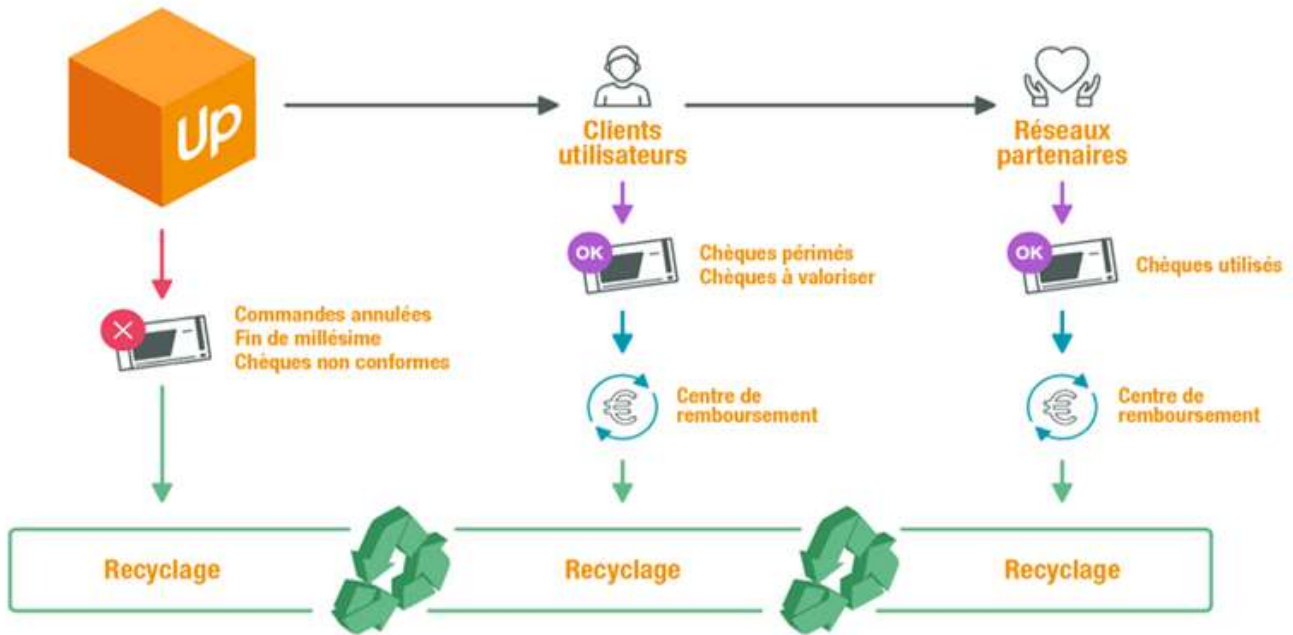 Up
Clients
utilisateurs
Réseaux
partenaires
OK
Chèques périmés
Chèques à valoriser
OK
Chèques utilisés
Commandes annulées
Fin de millésime
Chèques non conformes
€
Centre de
remboursement
€
Centre de
remboursement
Recyclage
Recyclage
Recyclage